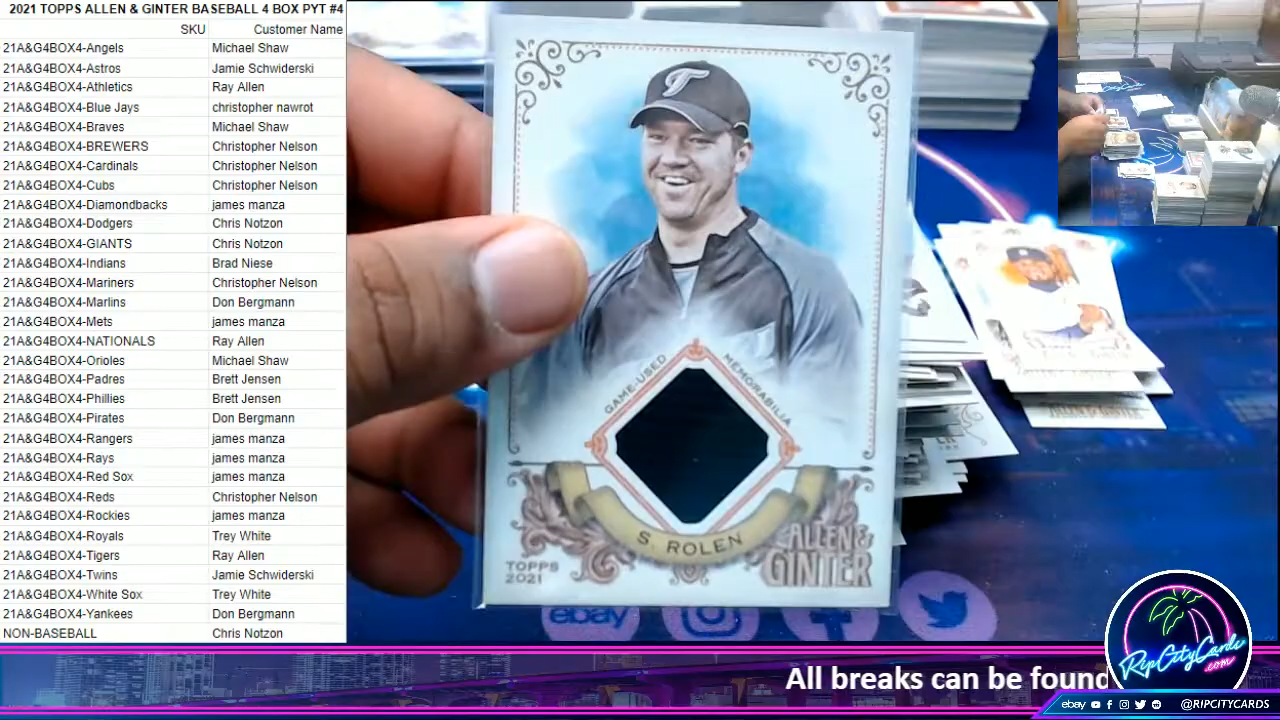 2021 TOPPS ALLEN & GINTER BASEBALL 4 BOX PYT #4
SKU Customer Name
21A&G4BOX4-Angels Michael Shaw
21A&G4BOX4-Astros Jamie Schwiderski
21A&G4BOX4-Athletics Ray Allen
21A&G4BOX4-Blue Jays christopher nawrot
21A&G4BOX4-Braves Michael Shaw
21A&G4BOX4-BREWERS Christopher Nelson
21A&G4BOX4-Cardinals Christopher Nelson
21A&G4BOX4-Cubs Christopher Nelson
21A&G4BOX4-Diamondbacks james manza
21A&G4BOX4-Dodgers Chris Notzon
21A&G4BOX4-GIANTS Chris Notzon
21A&G4BOX4-Indians Brad Niese
21A&G4BOX4-Mariners Christopher Nelson
21A&G4BOX4-Marlins Don Bergmann
21A&G4BOX4-Mets james manza
21A&G4BOX4-NATIONALS Ray Allen
21A&G4BOX4-Orioles Michael Shaw
21A&G4BOX4-Padres Brett Jensen
21A&G4BOX4-Phillies Brett Jensen
21A&G4BOX4-Pirates Don Bergmann
21A&G4BOX4-Rangers james manza
21A&G4BOX4-Rays james manza
21A&G4BOX4-Red Sox james manza
21A&G4BOX4-Reds Christopher Nelson
21A&G4BOX4-Rockies james manza
21A&G4BOX4-Royals Trey White
21A&G4BOX4-Tigers Ray Allen
21A&G4BOX4-Twins Jamie Schwiderski
21A&G4BOX4-White Sox Trey White
21A&G4BOX4-Yankees Don Bergmann
NON-BASEBALL Chris Notzon
MEMORABILIA
S. ROLEN
TOPPS
2021
ALLEN &
GINTER
ebay
All breaks can be found
RipCityCards
.com
ebay @RIPCITYCARDS